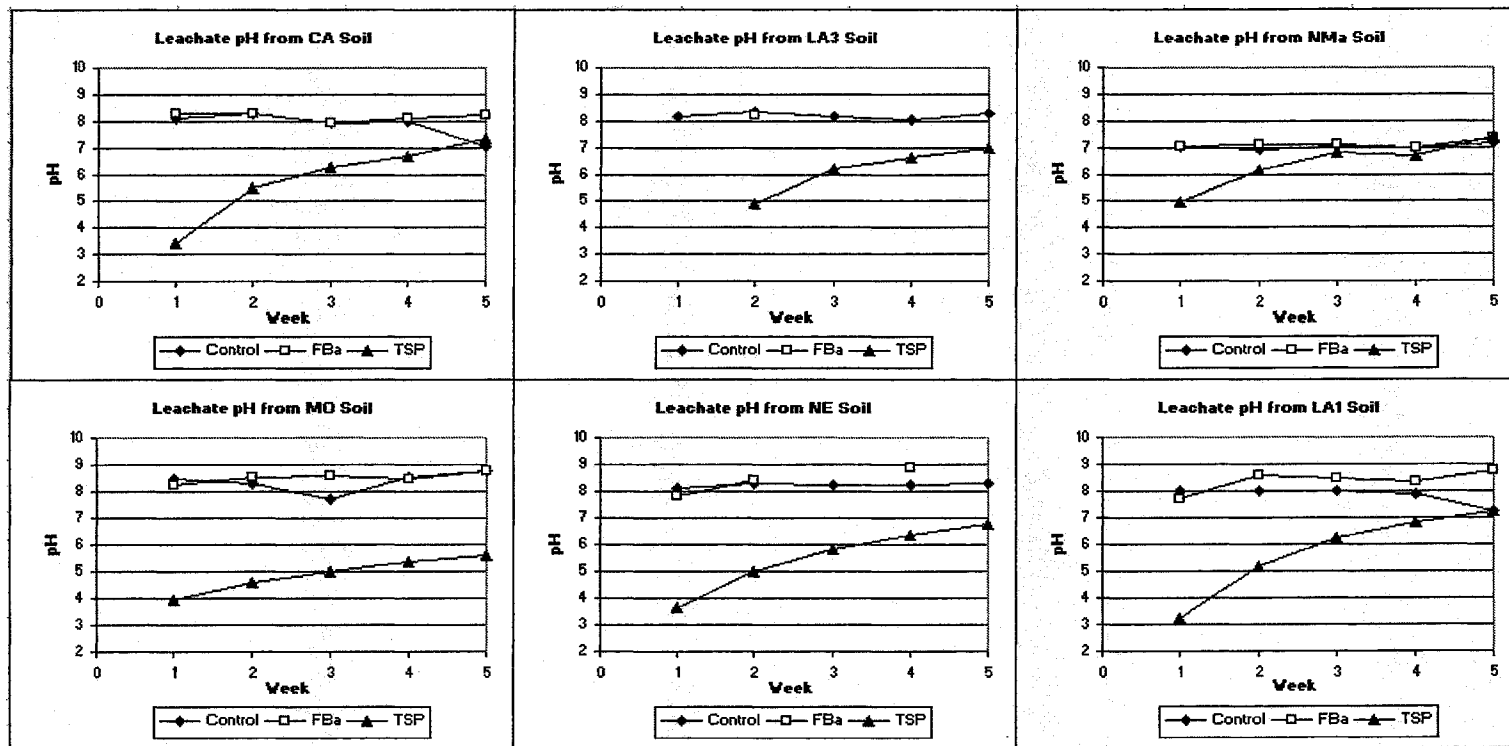 Leachate pH from CA Soil
10
9
8
7
6
5
4
3
2
pH
0 1 2 3 4 5
Week
Control FBa TSP
Leachate pH from LA3 Soil
10
9
8
7
6
5
4
3
2
pH
0 1 2 3 4 5
Week
Control FBa TSP
Leachate pH from NMa Soil
10
9
8
7
6
5
4
3
2
pH
0 1 2 3 4 5
Week
Control FBa TSP
Leachate pH from MO Soil
10
9
8
7
6
5
4
3
2
pH
0 1 2 3 4 5
Week
Control FBa TSP
Leachate pH from NE Soil
10
9
8
7
6
5
4
3
2
pH
0 1 2 3 4 5
Week
Control FBa TSP
Leachate pH from LA1 Soil
10
9
8
7
6
5
4
3
2
pH
0 1 2 3 4 5
Week
Control FBa TSP